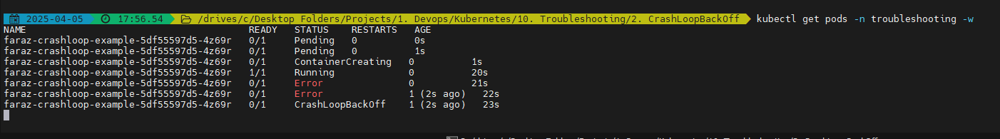 2025-04-05 17:56.54 /drives/c/Desktop Folders/Projects/1. Devops/Kubernetes/10. Troubleshooting/2. CrashLoopBackOff kubectl get pods -n troubleshooting -w
NAME READY STATUS RESTARTS AGE
faraz-crashloop-example-5df55597d5-4z69r 0/1 Pending 0 0s
faraz-crashloop-example-5df55597d5-4z69r 0/1 Pending 0 1s
faraz-crashloop-example-5df55597d5-4z69r 0/1 ContainerCreating 0 1s
faraz-crashloop-example-5df55597d5-4z69r 1/1 Running 0 20s
faraz-crashloop-example-5df55597d5-4z69r 0/1 Error 0 21s
faraz-crashloop-example-5df55597d5-4z69r 0/1 Error 1 (2s ago) 22s
faraz-crashloop-example-5df55597d5-4z69r 0/1 CrashLoopBackOff 1 (2s ago) 23s